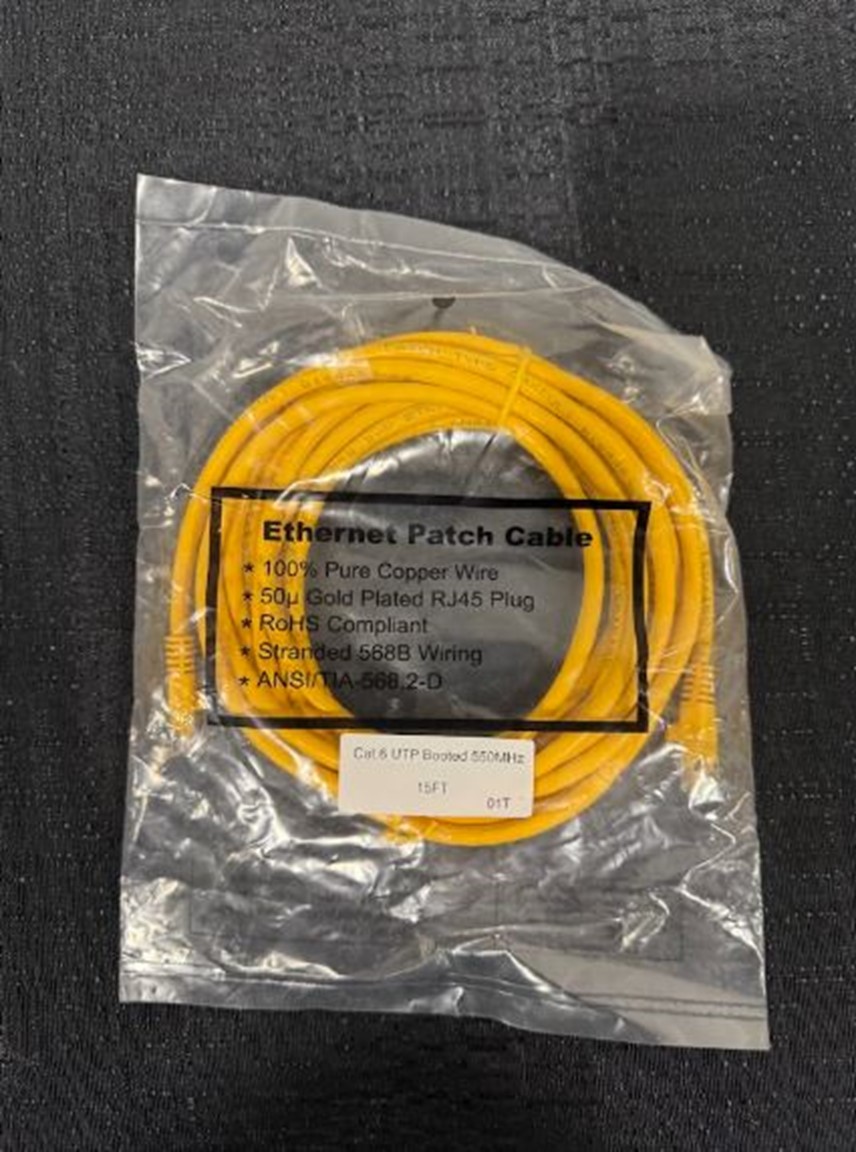 Ethernet Patch Cable
* 100% Pure Copper Wire
* 50µ Gold Plated RJ45 Plug
* RoHS Compliant
* Stranded 568B Wiring
* ANSI/TIA-568.2-D
Cat.6 UTP Booted 550MHz
15FT
01T